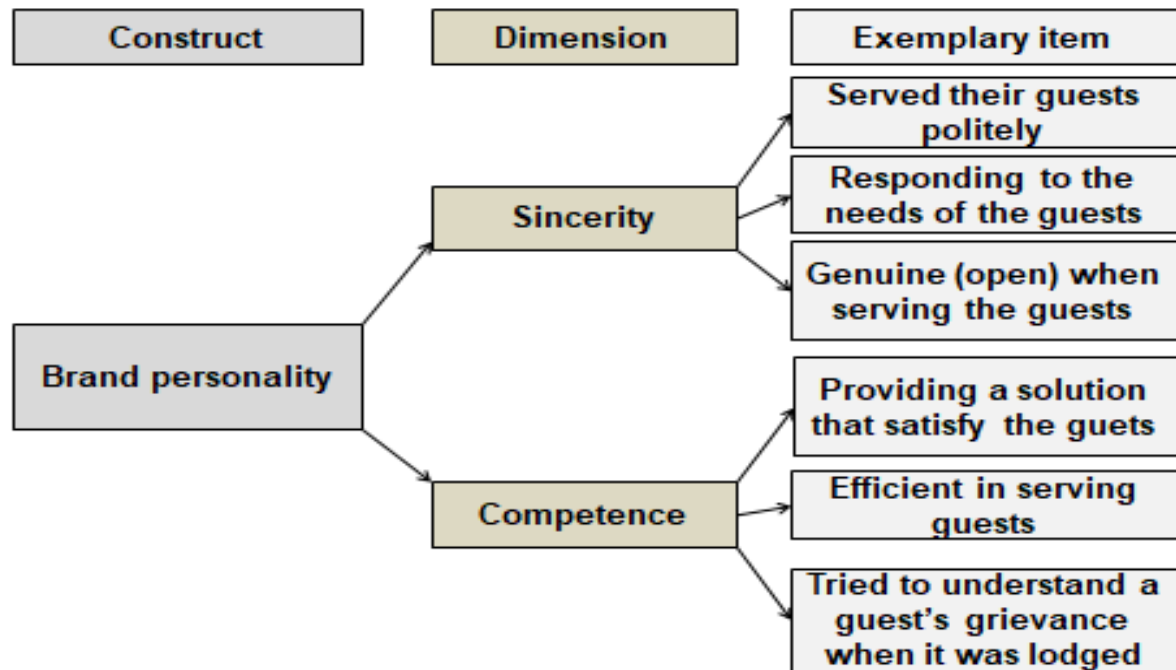 Construct
Dimension
Exemplary item
Served their guests
politely
Sincerity
Responding to the
needs of the guests
Genuine (open) when
serving the guests
Brand personality
Providing a solution
that satisfy the guets
Competence
Efficient in serving
guests
Tried to understand a
guest's grievance
when it was lodged